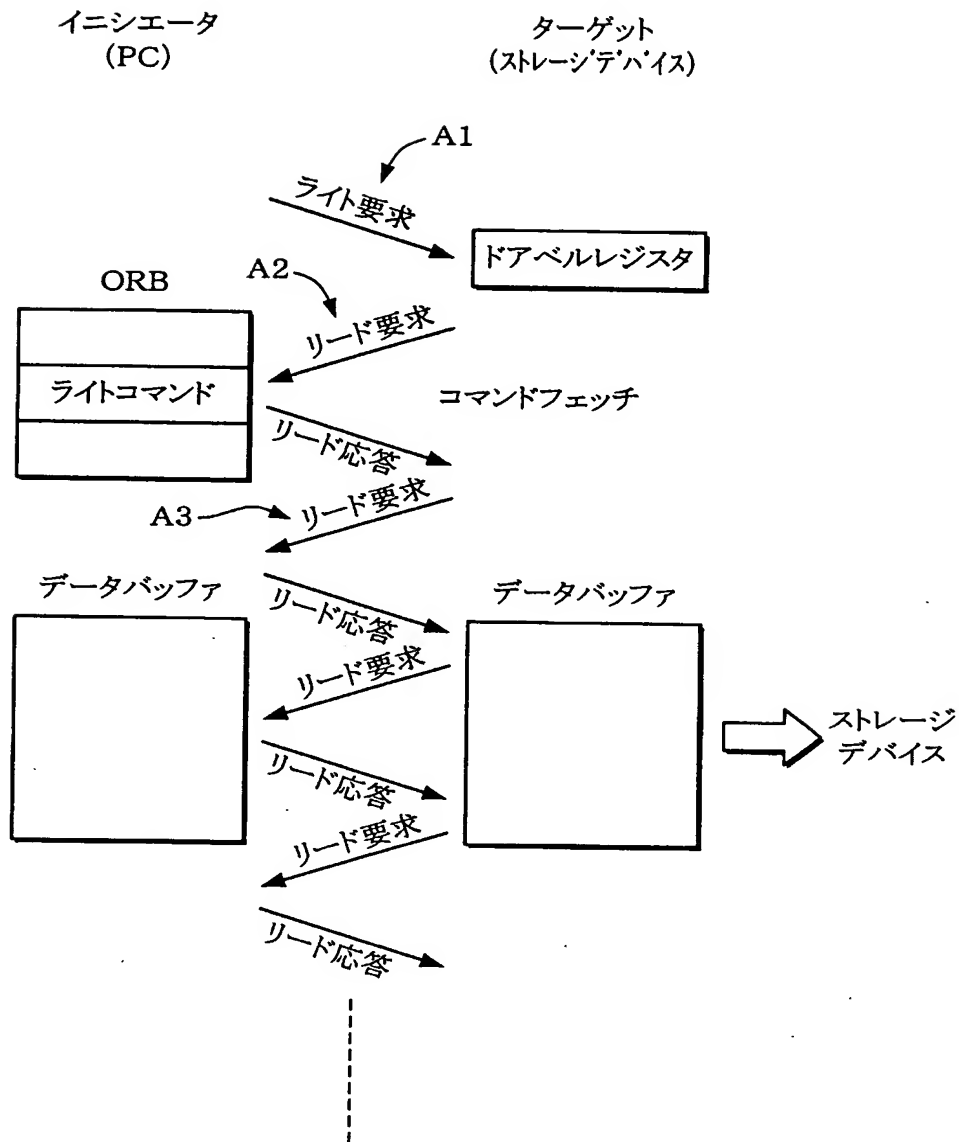 イニシエータ
(PC)
ターゲット
(ストレージデバイス)
A1
ライト要求
ドアベルレジスタ
ORB
A2
リード要求
ライトコマンド
コマンドフェッチ
リード応答
A3
リード要求
データバッファ
データバッファ
リード応答
リード要求
ストレージ
デバイス
リード応答
リード要求
リード応答